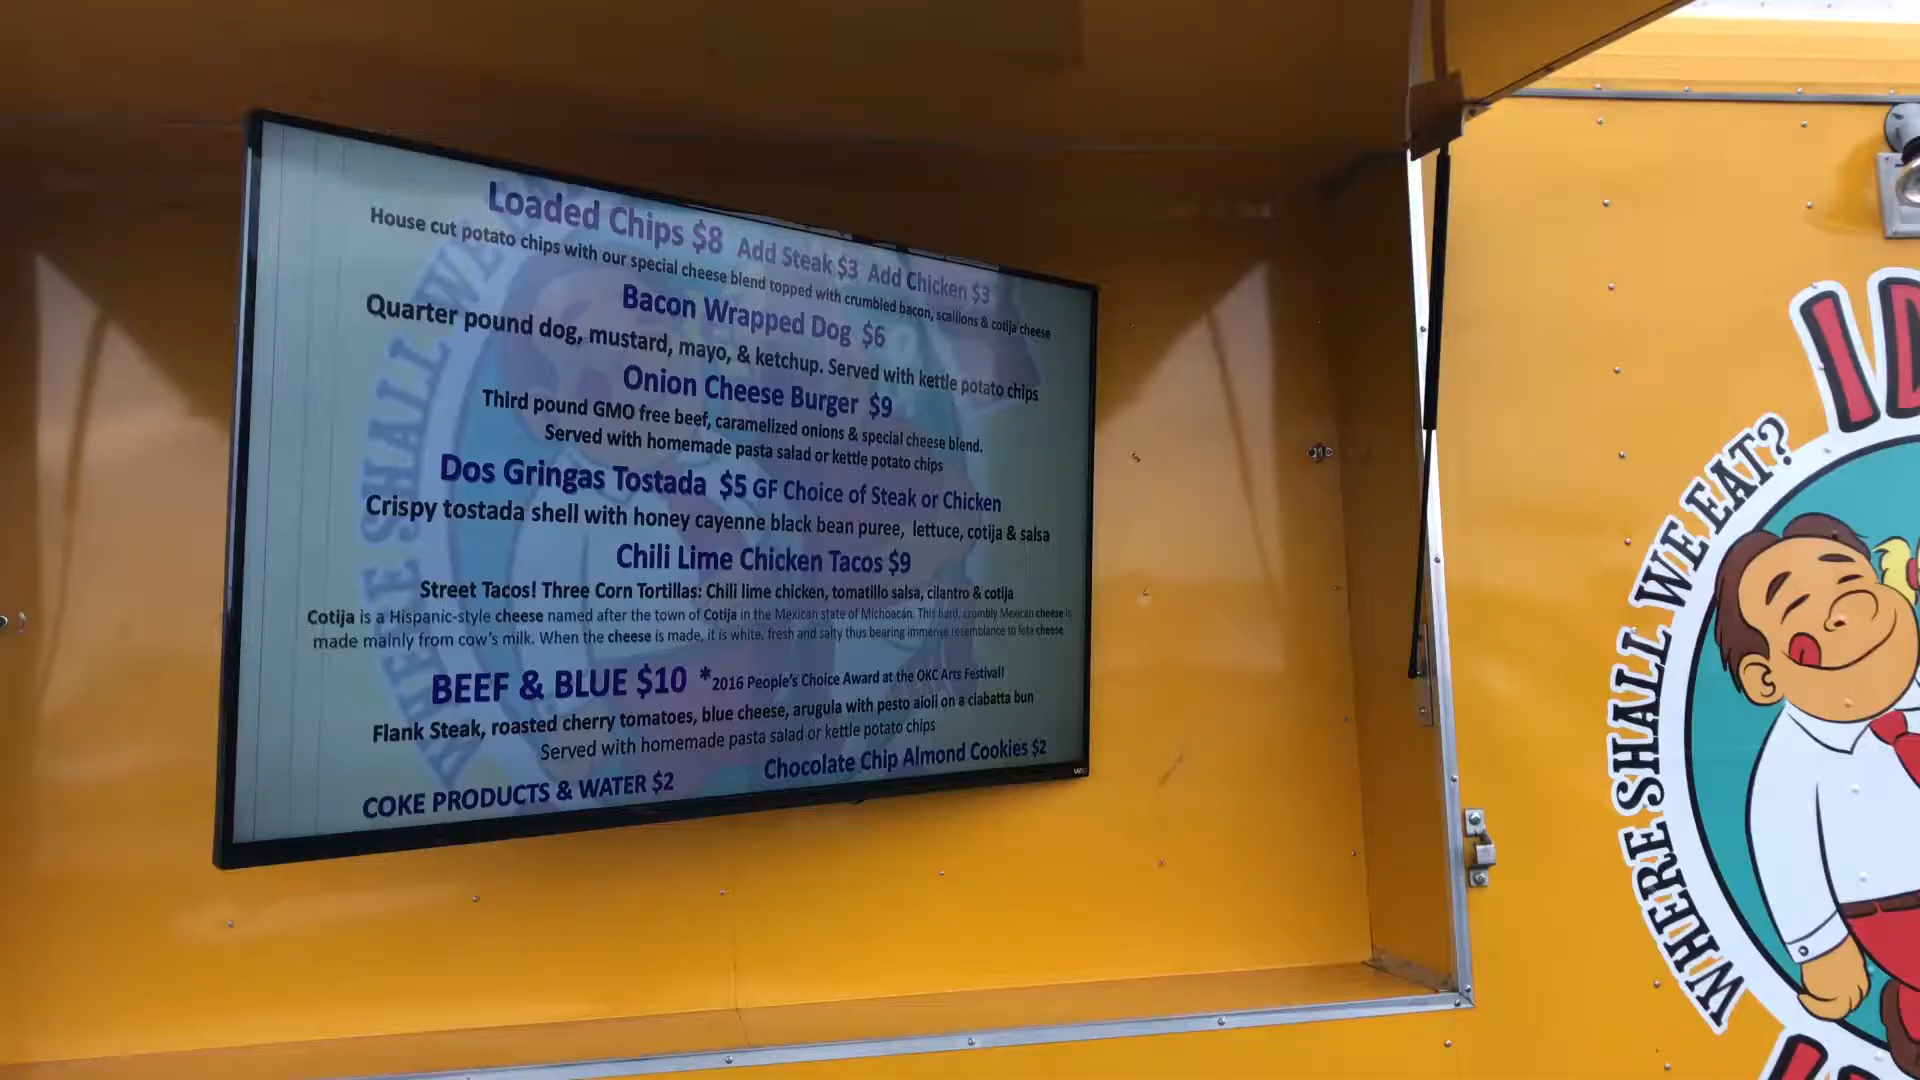 Loaded Chips $8 Add Steak $3 Add Chicken $3
House cut potato chips with our special cheese blend topped with crumbled bacon, scallions & cotija cheese
Bacon Wrapped Dog $6
Quarter pound dog, mustard, mayo, & ketchup. Served with kettle potato chips
Onion Cheese Burger $9
Third pound GMO free beef, caramelized onions & special cheese blend.
Served with homemade pasta salad or kettle potato chips
Dos Gringas Tostada $5 GF Choice of Steak or Chicken
Crispy tostada shell with honey cayenne black bean puree, lettuce, cotija & salsa
Chili Lime Chicken Tacos $9
Street Tacos! Three Corn Tortillas: Chili lime chicken, tomatillo salsa, cilantro & cotija
Cotija is a Hispanic-style cheese named after the town of Cotija in the Mexican state of Michoacán. This hard, crumbly Mexican cheese is
made mainly from cow's milk. When the cheese is made, it is white, fresh and salty thus bearing immense resemblance to feta cheese
BEEF & BLUE $10 *2016 People's Choice Award at the OKC Arts Festival!
Flank Steak, roasted cherry tomatoes, blue cheese, arugula with pesto aioli on a ciabatta bun
Served with homemade pasta salad or kettle potato chips
Chocolate Chip Almond Cookies $2
COKE PRODUCTS & WATER $2
VIZIO
WHERE SHALL WE EAT?